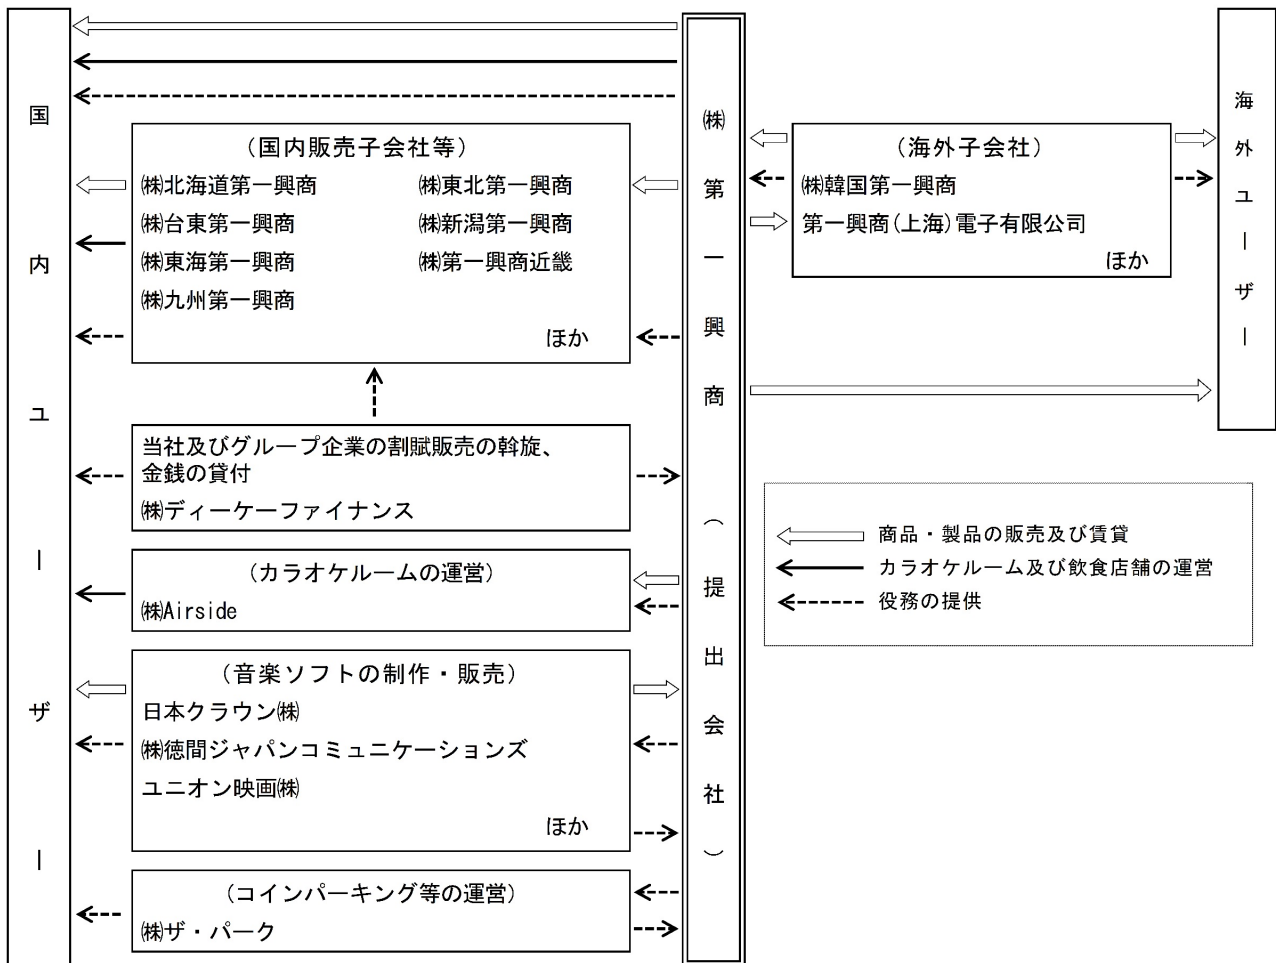 国内ユーザー
(国内販売子会社等)
㈱北海道第一興商 ㈱東北第一興商
㈱台東第一興商 ㈱新潟第一興商
㈱東海第一興商 ㈱第一興商近畿
㈱九州第一興商
ほか
当社及びグループ企業の割賦販売の斡旋、
金銭の貸付
㈱ディーケーファイナンス
(カラオケルームの運営)
㈱Airside
(音楽ソフトの制作・販売)
日本クラウン㈱
㈱徳間ジャパンコミュニケーションズ
ユニオン映画㈱
ほか
(コインパーキング等の運営)
㈱ザ・パーク
㈱第一興商(提出会社)
(海外子会社)
㈱韓国第一興商
第一興商(上海)電子有限公司
ほか
海外ユーザー
商品・製品の販売及び賃貸
カラオケルーム及び飲食店舗の運営
役務の提供